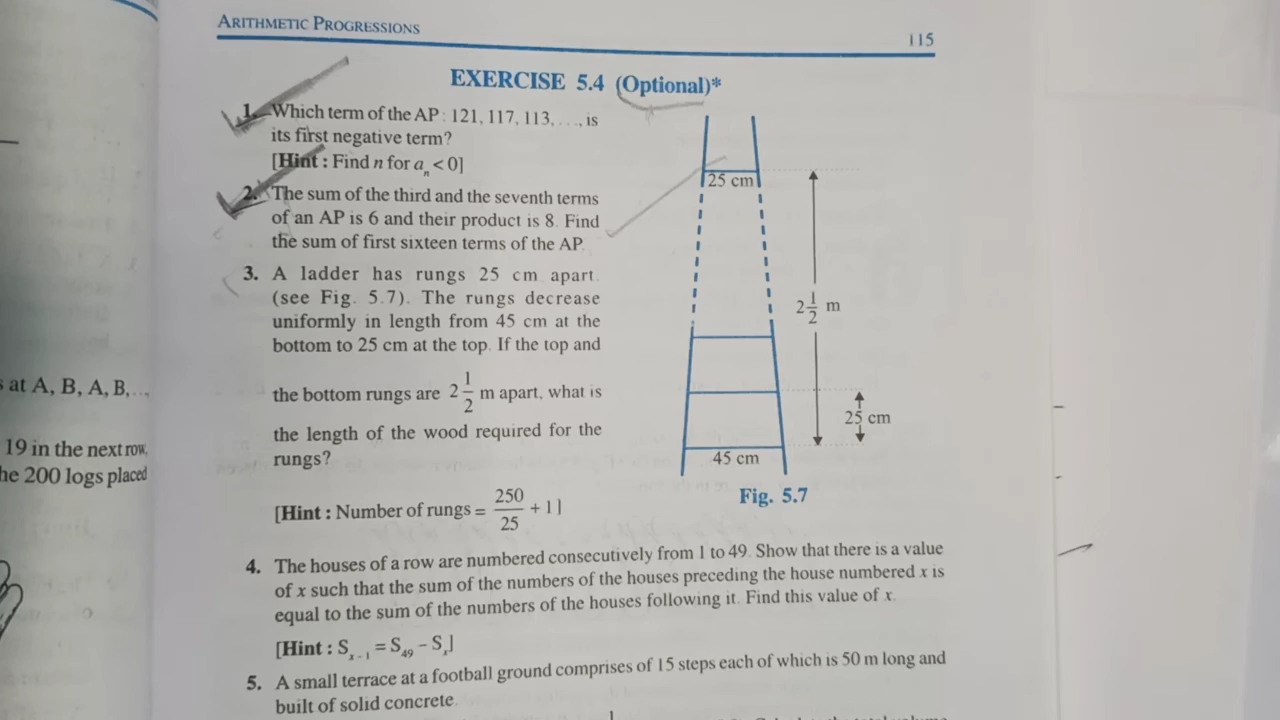 ARITHMETIC PROGRESSIONS
115
EXERCISE 5.4 (Optional)*
1. Which term of the AP : 121, 117, 113, . . ., is
its first negative term?
[Hint : Find n for aₙ < 0]
2. The sum of the third and the seventh terms
of an AP is 6 and their product is 8. Find
the sum of first sixteen terms of the AP.
3. A ladder has rungs 25 cm apart.
(see Fig. 5.7). The rungs decrease
uniformly in length from 45 cm at the
bottom to 25 cm at the top. If the top and
the bottom rungs are 2 1/2 m apart, what is
the length of the wood required for the
rungs?
[Hint : Number of rungs = 250/25 + 1]
25 cm
2 1/2 m
25 cm
45 cm
Fig. 5.7
4. The houses of a row are numbered consecutively from 1 to 49. Show that there is a value
of x such that the sum of the numbers of the houses preceding the house numbered x is
equal to the sum of the numbers of the houses following it. Find this value of x.
[Hint : Sₓ₋₁ = S₄₉ – Sₓ]
5. A small terrace at a football ground comprises of 15 steps each of which is 50 m long and
built of solid concrete.
s at A, B, A, B, . . .
19 in the next row,
he 200 logs placed